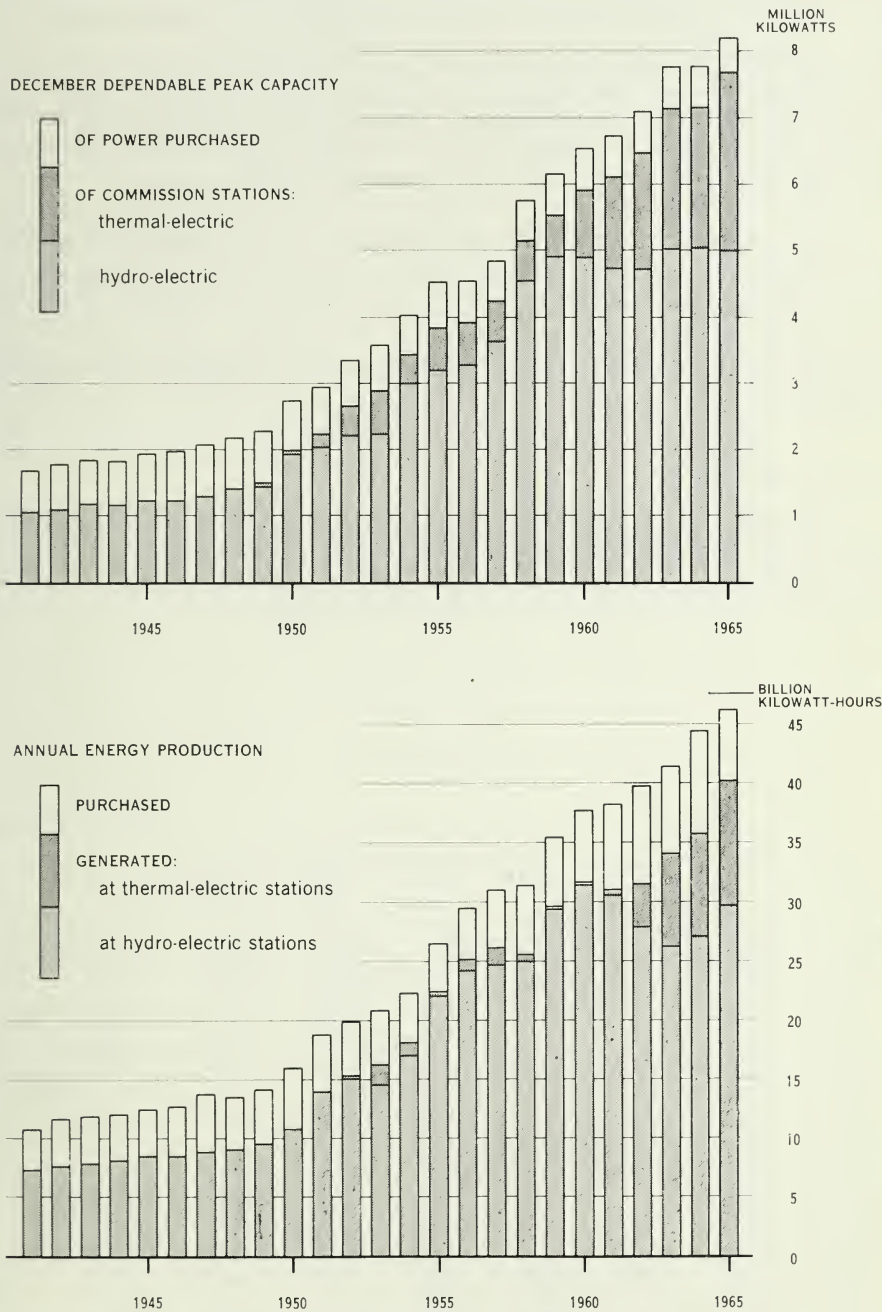 MILLION
KILOWATTS
DECEMBER DEPENDABLE PEAK CAPACITY
OF POWER PURCHASED
OF COMMISSION STATIONS:
thermal-electric
hydro-electric
8
7
6
5
4
3
2
1
0
1945
1950
1955
1960
1965
BILLION
KILOWATT-HOURS
ANNUAL ENERGY PRODUCTION
PURCHASED
GENERATED:
at thermal-electric stations
at hydro-electric stations
45
40
35
30
25
20
15
10
5
0
1945
1950
1955
1960
1965